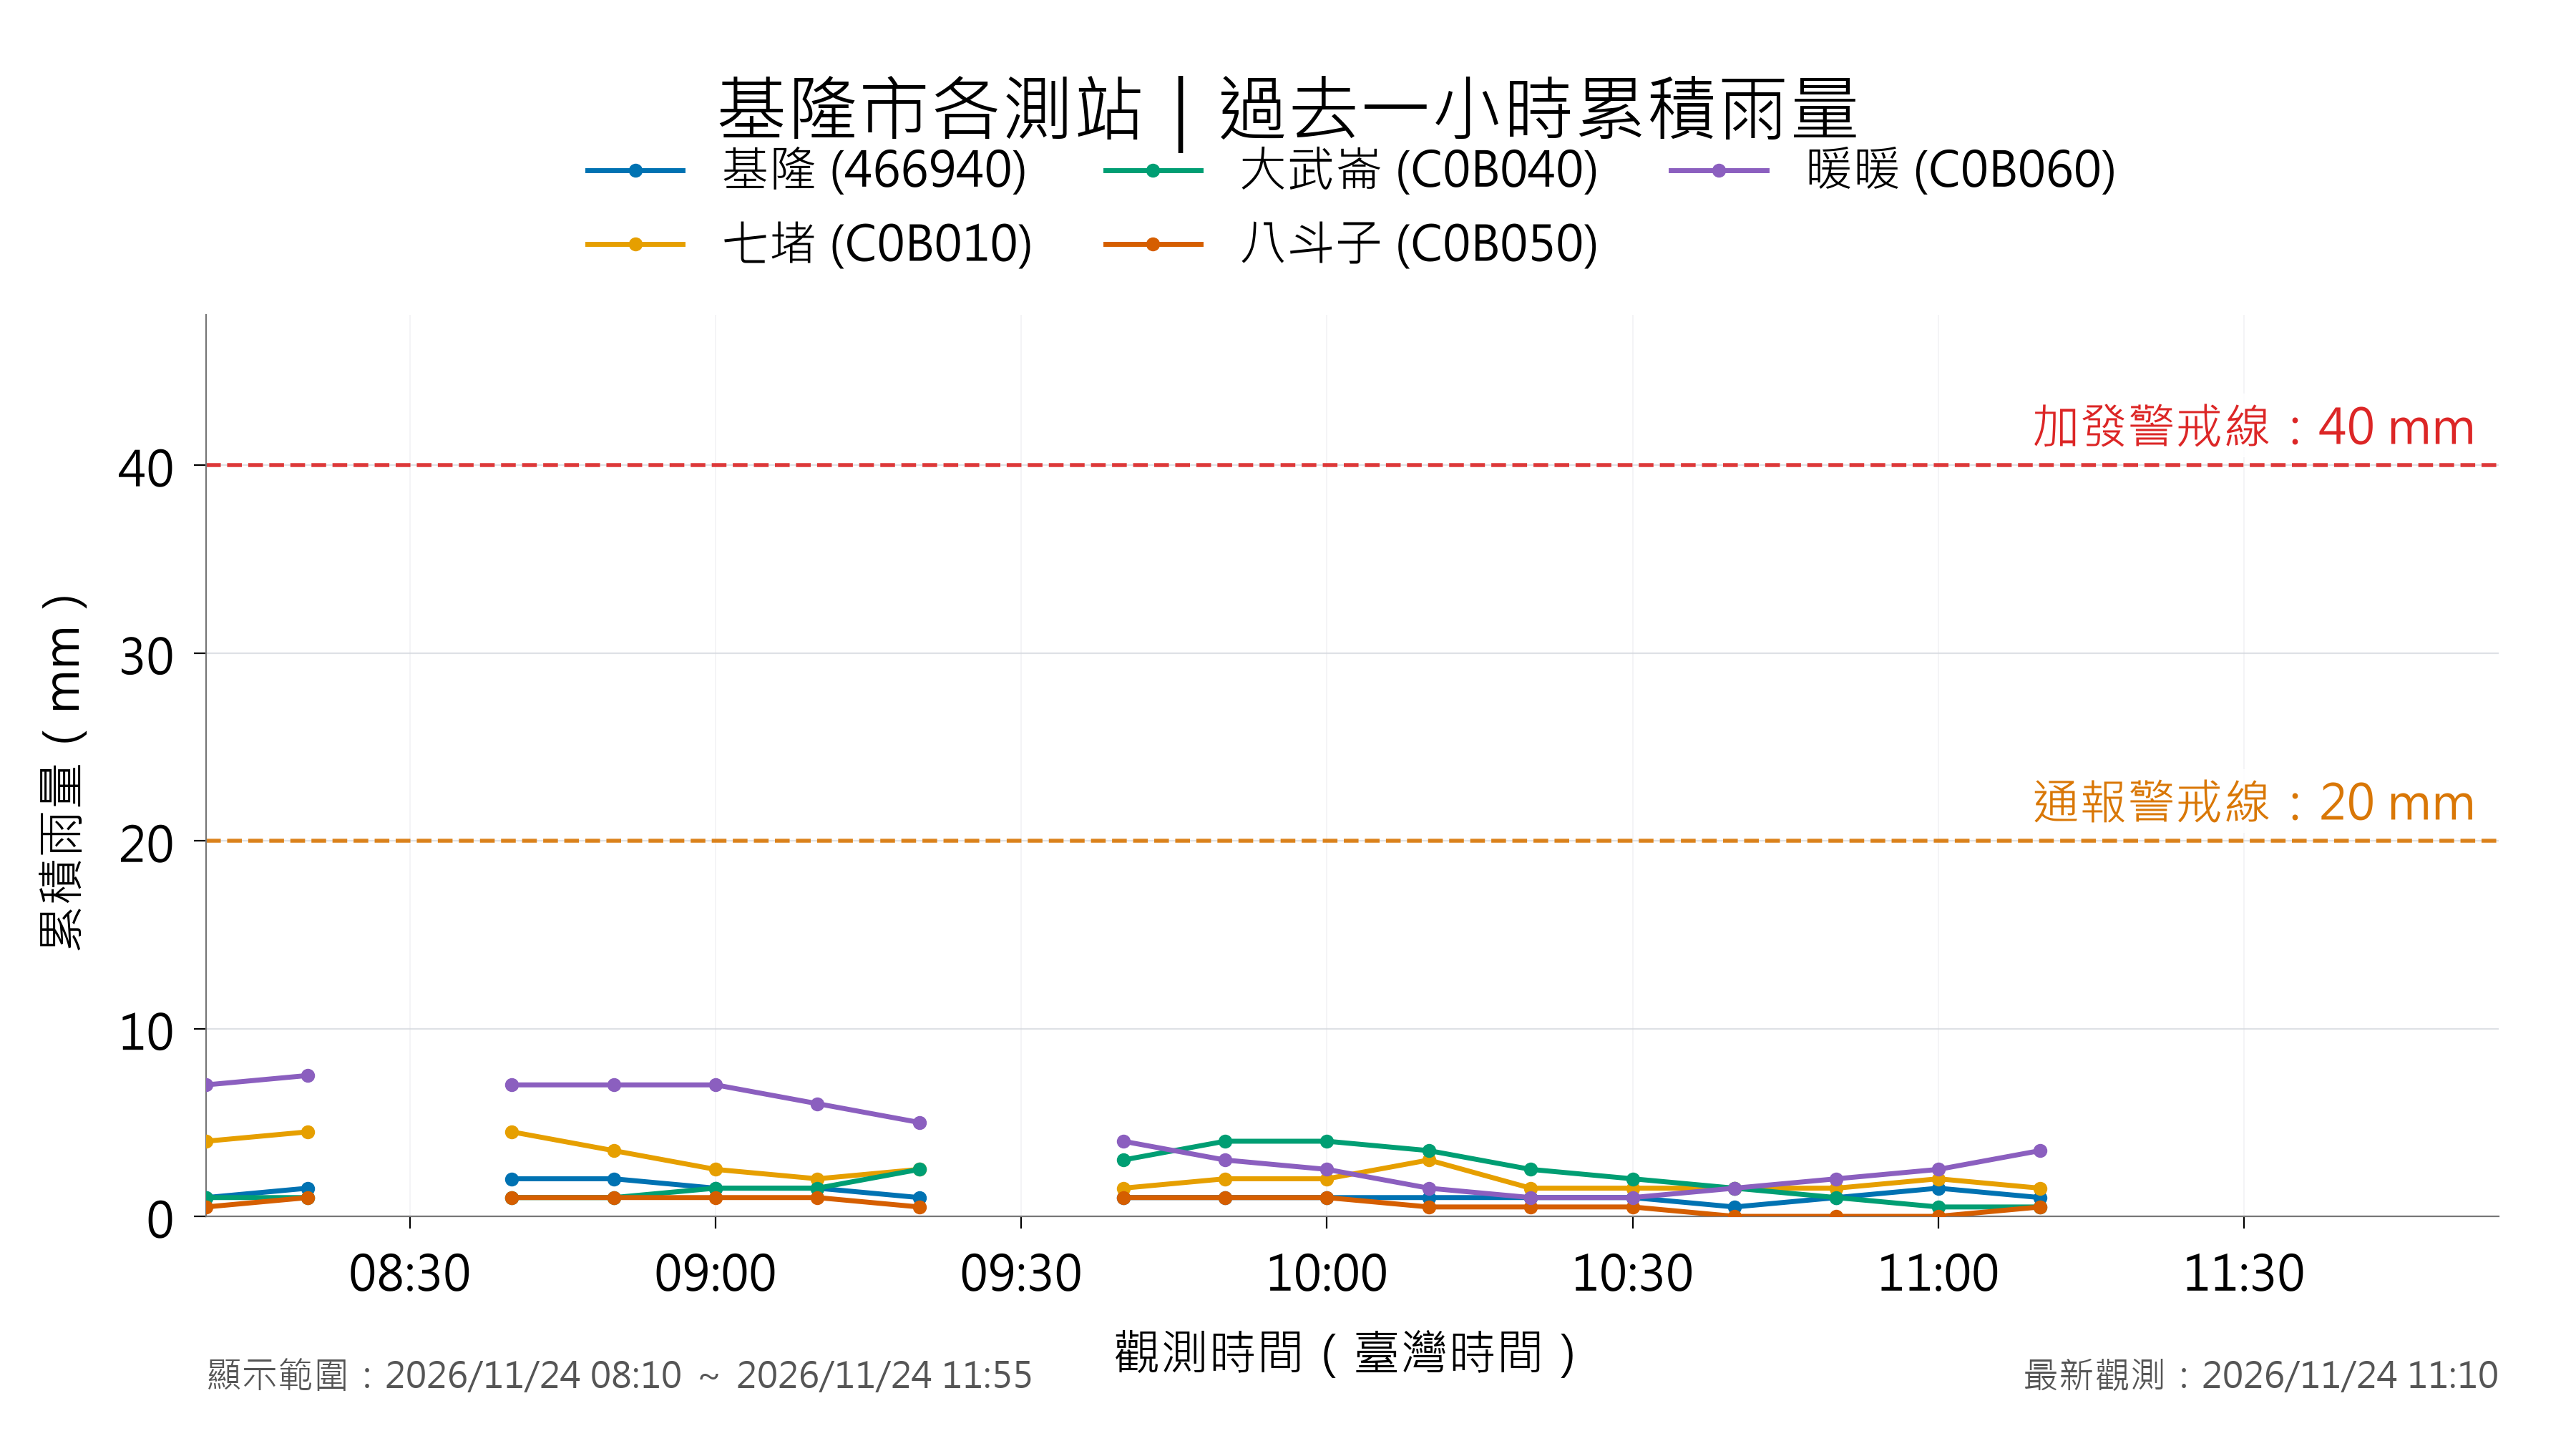 基隆市各測站｜過去一小時累積雨量
基隆 (466940)
大武崙 (C0B040)
暖暖 (C0B060)
七堵 (C0B010)
八斗子 (C0B050)
加發警戒線：40 mm
通報警戒線：20 mm
累積雨量（mm）
40
30
20
10
0
08:30
09:00
09:30
10:00
10:30
11:00
11:30
觀測時間（臺灣時間）
顯示範圍：2026/11/24 08:10 ~ 2026/11/24 11:55
最新觀測：2026/11/24 11:10